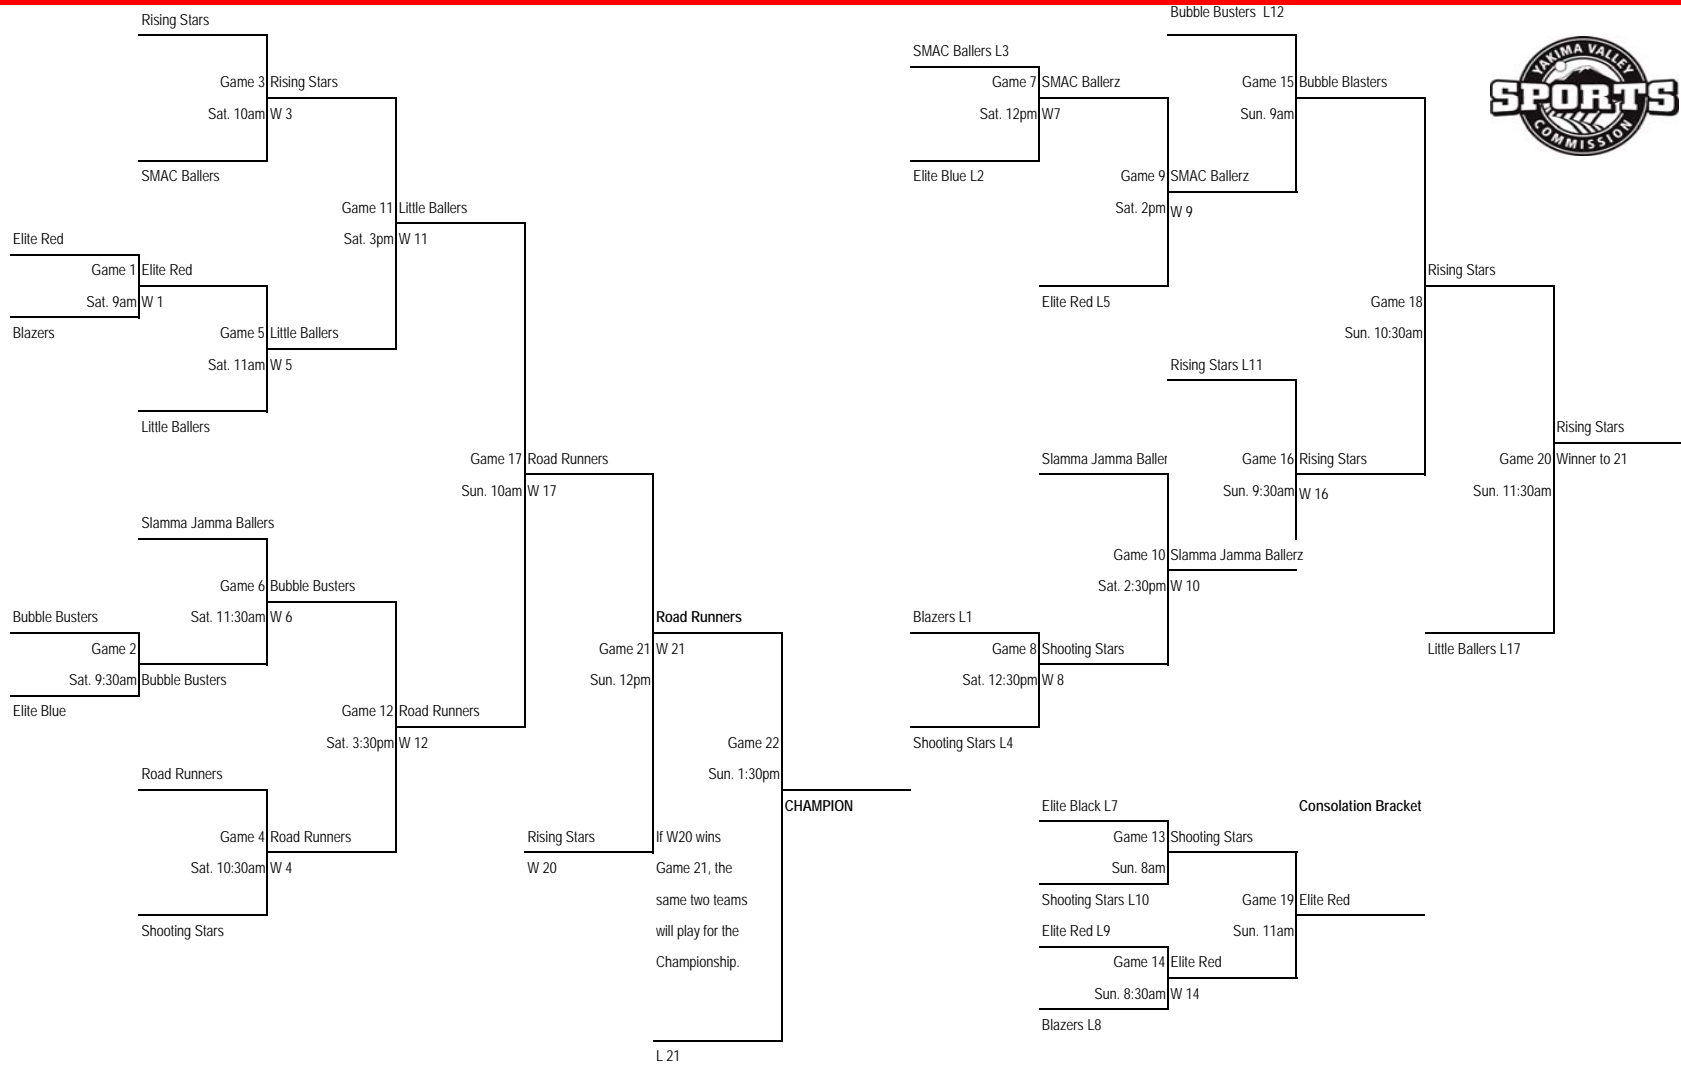 Rising Stars
Game 3 Rising Stars
Sat. 10am W 3
SMAC Ballers
Game 11 Little Ballers
Sat. 3pm W 11
Elite Red
Game 1 Elite Red
Sat. 9am W 1
Blazers
Game 5 Little Ballers
Sat. 11am W 5
Little Ballers
Game 17 Road Runners
Sun. 10am W 17
Slamma Jamma Ballers
Game 6 Bubble Busters
Sat. 11:30am W 6
Bubble Busters
Game 2
Sat. 9:30am Bubble Busters
Elite Blue
Game 12 Road Runners
Sat. 3:30pm W 12
Road Runners
Game 4 Road Runners
Sat. 10:30am W 4
Shooting Stars
Road Runners
Game 21 W 21
Sun. 12pm
Game 22
Sun. 1:30pm
CHAMPION
Rising Stars
W 20
If W20 wins
Game 21, the
same two teams
will play for the
Championship.
L 21
Bubble Busters L12
SMAC Ballers L3
Game 7 SMAC Ballerz
Sat. 12pm W7
Elite Blue L2
Game 15 Bubble Blasters
Sun. 9am
Game 9 SMAC Ballerz
Sat. 2pm W 9
Elite Red L5
Rising Stars
Game 18
Sun. 10:30am
Rising Stars L11
Slamma Jamma Baller
Game 16 Rising Stars
Sun. 9:30am W 16
Rising Stars
Game 20 Winner to 21
Sun. 11:30am
Game 10 Slamma Jamma Ballerz
Sat. 2:30pm W 10
Blazers L1
Game 8 Shooting Stars
Sat. 12:30pm W 8
Shooting Stars L4
Little Ballers L17
Elite Black L7
Consolation Bracket
Game 13 Shooting Stars
Sun. 8am
Shooting Stars L10
Game 19 Elite Red
Sun. 11am
Elite Red L9
Game 14 Elite Red
Sun. 8:30am W 14
Blazers L8
YAKIMA VALLEY
SPORTS
COMMISSION